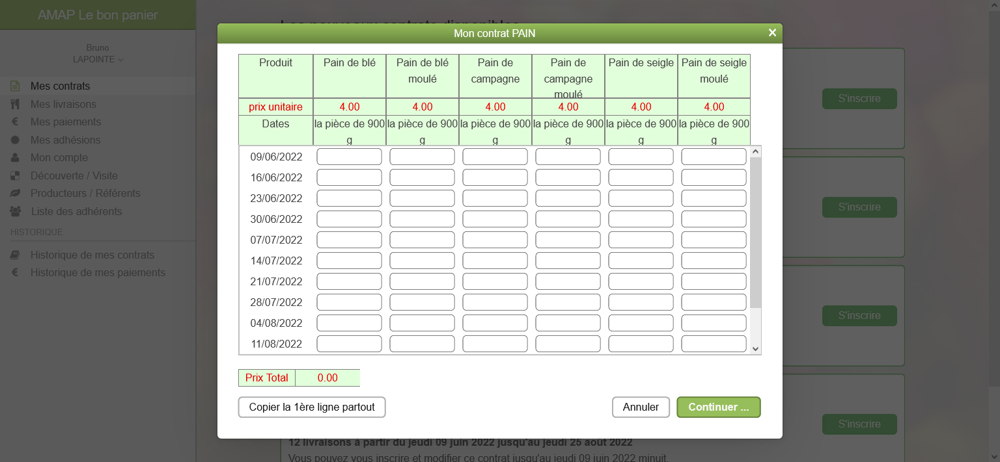 AMAP Le bon panier
Bruno
LAPOINTE
Mes contrats
Mes livraisons
Mes paiements
Mes adhésions
Mon compte
Découverte / Visite
Producteurs / Référents
Liste des adhérents
HISTORIQUE
Historique de mes contrats
Historique de mes paiements
Les nouveaux contrats disponibles
Mon contrat PAIN
Produit Pain de blé Pain de blé moulé Pain de campagne Pain de campagne moulé Pain de seigle Pain de seigle moulé
prix unitaire 4.00 4.00 4.00 4.00 4.00 4.00
Dates la pièce de 900 g la pièce de 900 g la pièce de 900 g la pièce de 900 g la pièce de 900 g la pièce de 900 g
09/06/2022
16/06/2022
23/06/2022
30/06/2022
07/07/2022
14/07/2022
21/07/2022
28/07/2022
04/08/2022
11/08/2022
Prix Total 0.00
Copier la 1ère ligne partout
Annuler
Continuer ...
S'inscrire
S'inscrire
S'inscrire
S'inscrire
12 livraisons à partir du jeudi 09 juin 2022 jusqu'au jeudi 25 août 2022
Vous pouvez vous inscrire et modifier ce contrat jusqu'au jeudi 09 juin 2022 minuit.